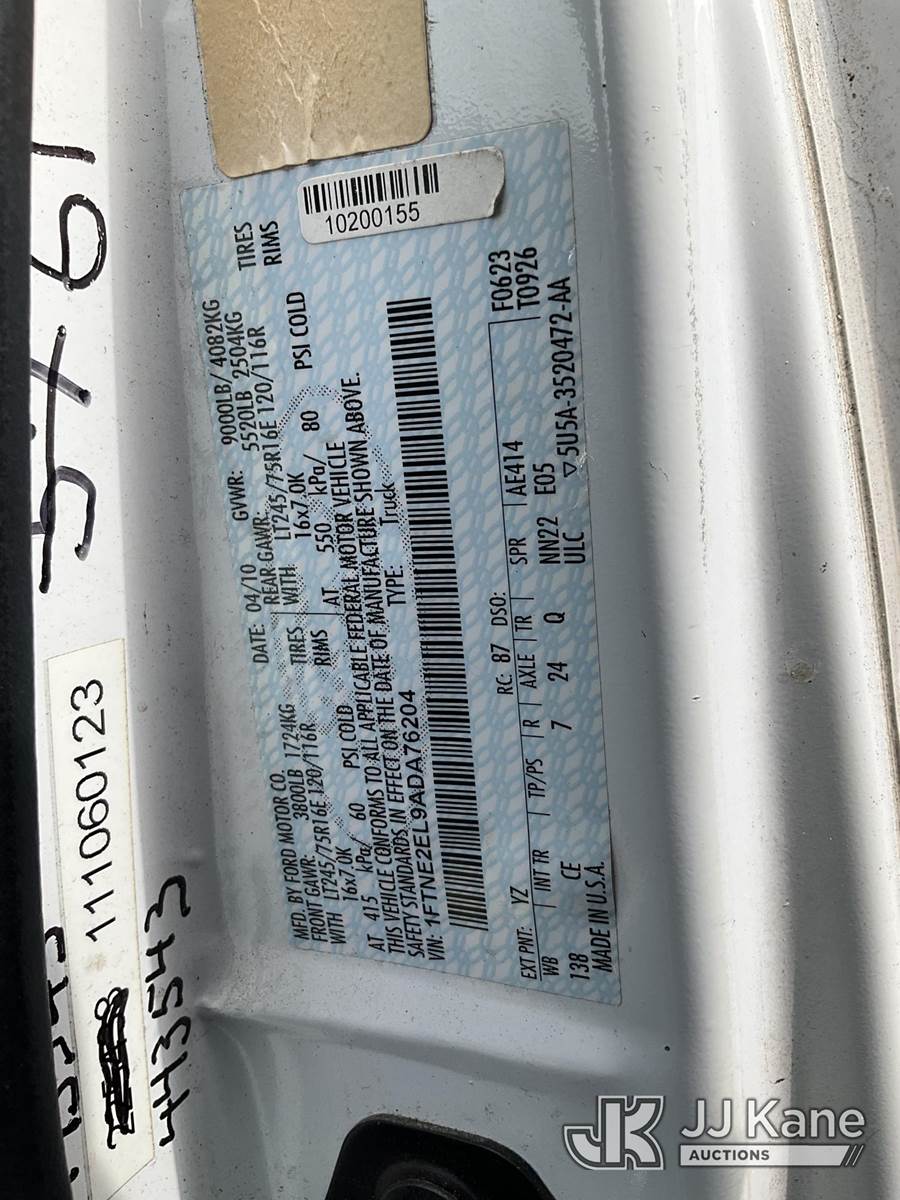 5461
11060123
443543
10200155
MFD. BY FORD MOTOR CO. DATE: 04/10 GVWR: 9000LB/ 4082KG
FRONT GAWR: 3800LB 1724KG REAR GAWR: 5520LB 2504KG
WITH LT245/75R16E 120/116R TIRES WITH LT245/75R16E 120/116R TIRES
16x7.0K RIMS 16x7.0K RIMS
AT 415 kPa/ 60 PSI COLD AT 550 kPa/ 80 PSI COLD
THIS VEHICLE CONFORMS TO ALL APPLICABLE FEDERAL MOTOR VEHICLE
SAFETY STANDARDS IN EFFECT ON THE DATE OF MANUFACTURE SHOWN ABOVE.
VIN: 1FTNE2EL9ADA76204 TYPE: Truck
EXT PNT: YZ RC: 87 DSO: F0623
WB INT TR TP/PS R AXLE TR SPR AE414 T0926
138 CE 7 24 Q NN22 E05
MADE IN U.S.A. ULC ▽5U5A-3520472-AA
JK JJ Kane
AUCTIONS